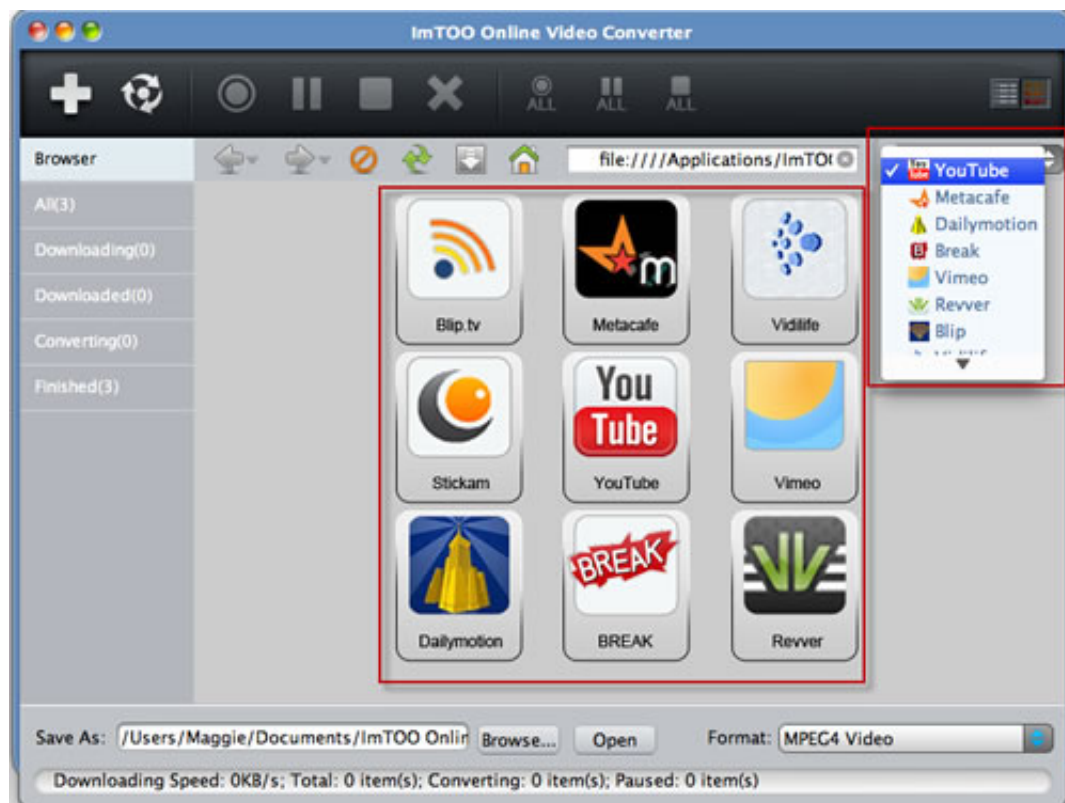 ImTOO Online Video Converter
ALL ALL ALL
Browser
file:////Applications/ImTO
All(3)
Downloading(0)
Downloaded(0)
Converting(0)
Finished(3)
YouTube
Metacafe
Dailymotion
Break
Vimeo
Revver
Blip
m
Blip.tv Metacafe Vidilife
You
Tube
Stickam YouTube Vimeo
BREAK
Dailymotion BREAK Revver
Save As: /Users/Maggie/Documents/ImTOO Onlin Browse... Open Format: MPEG4 Video
Downloading Speed: 0KB/s; Total: 0 item(s); Converting: 0 item(s); Paused: 0 item(s)